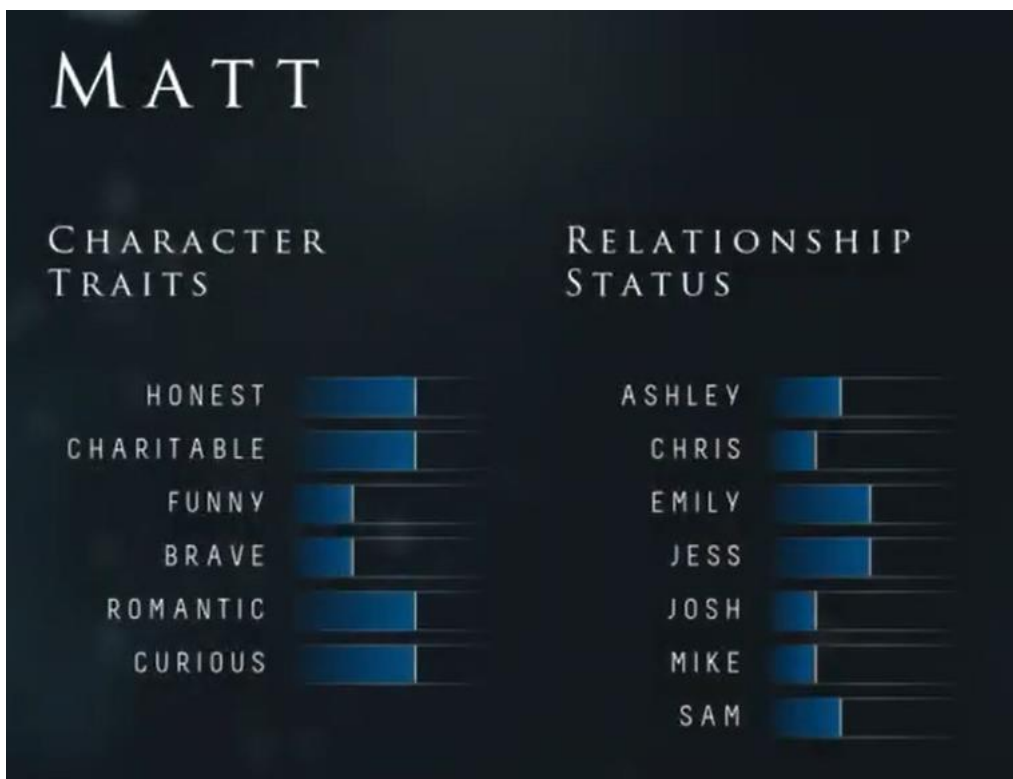 MATT
CHARACTER
TRAITS
HONEST
CHARITABLE
FUNNY
BRAVE
ROMANTIC
CURIOUS
RELATIONSHIP
STATUS
ASHLEY
CHRIS
EMILY
JESS
JOSH
MIKE
SAM